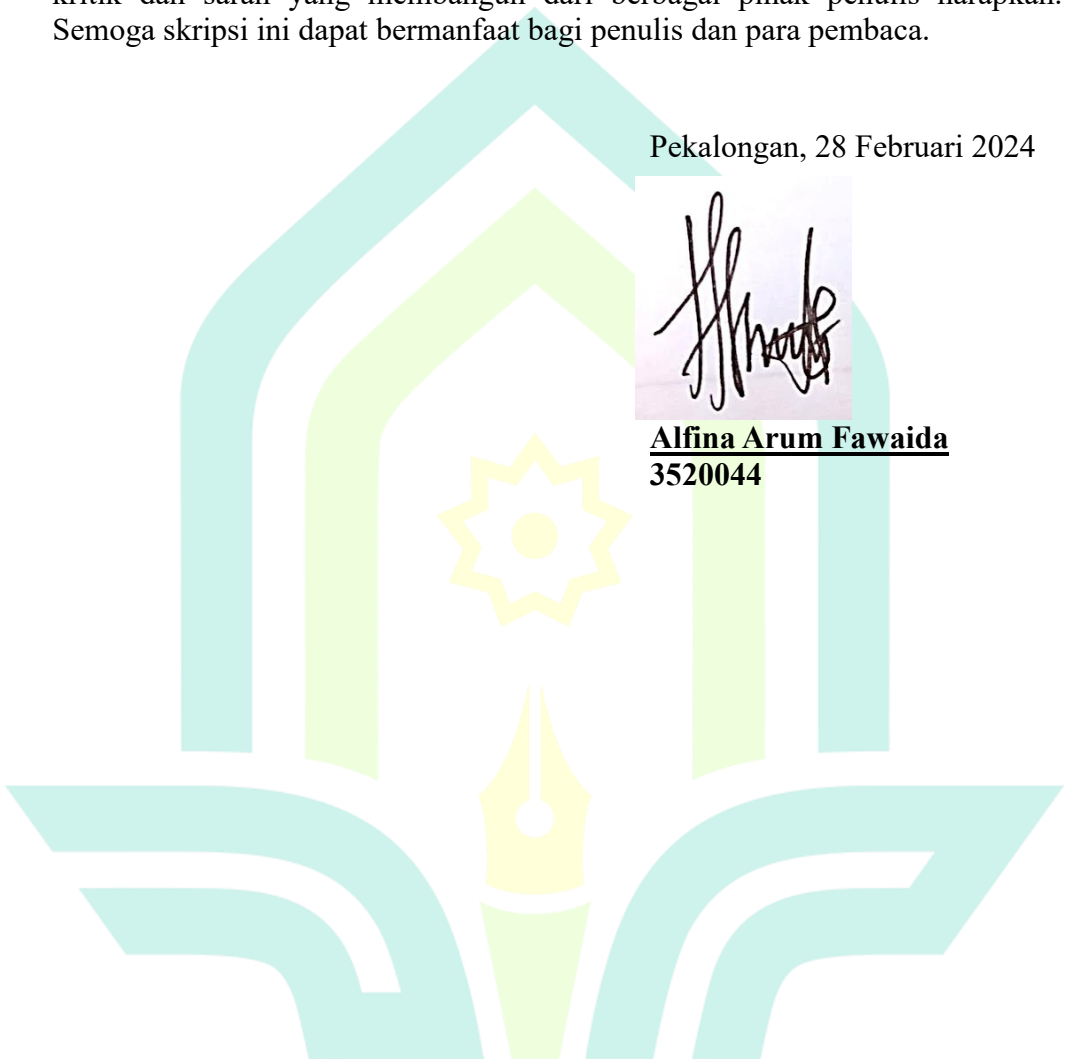 kritik dan saran yang membangun dari berbagai pihak penulis harapkan.
Semoga skripsi ini dapat bermanfaat bagi penulis dan para pembaca.
Pekalongan, 28 Februari 2024
Alfina Arum Fawaida
3520044